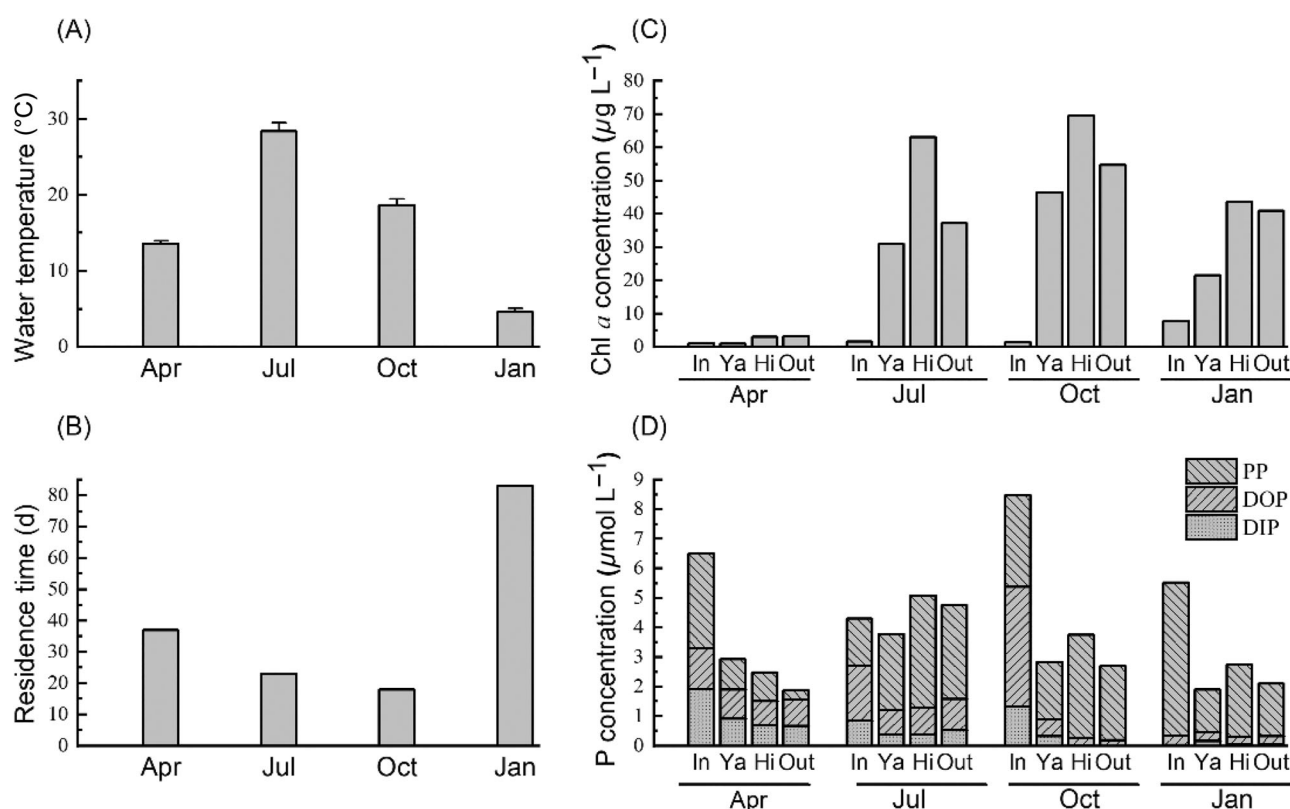 (A)
Water temperature (°C)
30
20
10
0
Apr Jul Oct Jan
(B)
Residence time (d)
80
70
60
50
40
30
20
10
0
Apr Jul Oct Jan
(C)
Chl a concentration (µg L−1)
80
70
60
50
40
30
20
10
0
In Ya Hi Out In Ya Hi Out In Ya Hi Out In Ya Hi Out
Apr Jul Oct Jan
(D)
PP
DOP
DIP
P concentration (µmol L−1)
9
8
7
6
5
4
3
2
1
0
In Ya Hi Out In Ya Hi Out In Ya Hi Out In Ya Hi Out
Apr Jul Oct Jan